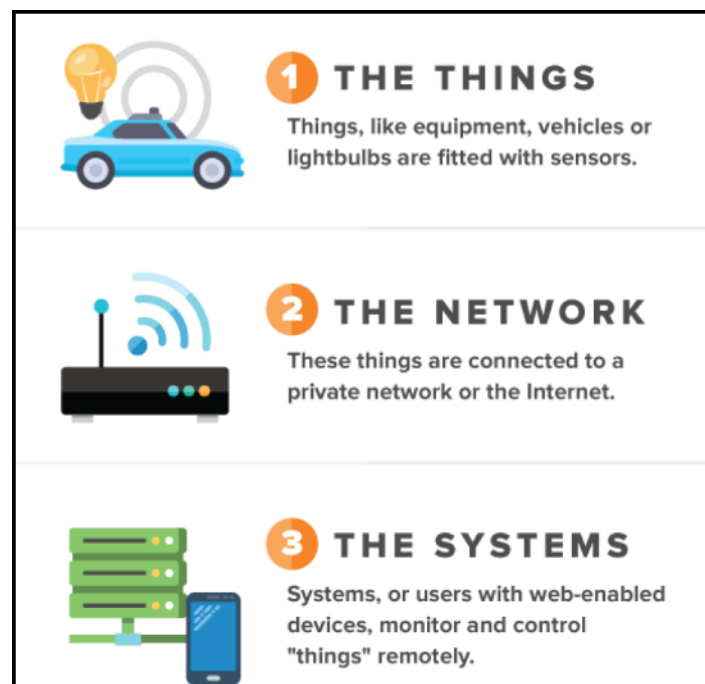 1 THE THINGS
Things, like equipment, vehicles or
lightbulbs are fitted with sensors.
2 THE NETWORK
These things are connected to a
private network or the Internet.
3 THE SYSTEMS
Systems, or users with web-enabled
devices, monitor and control
"things" remotely.